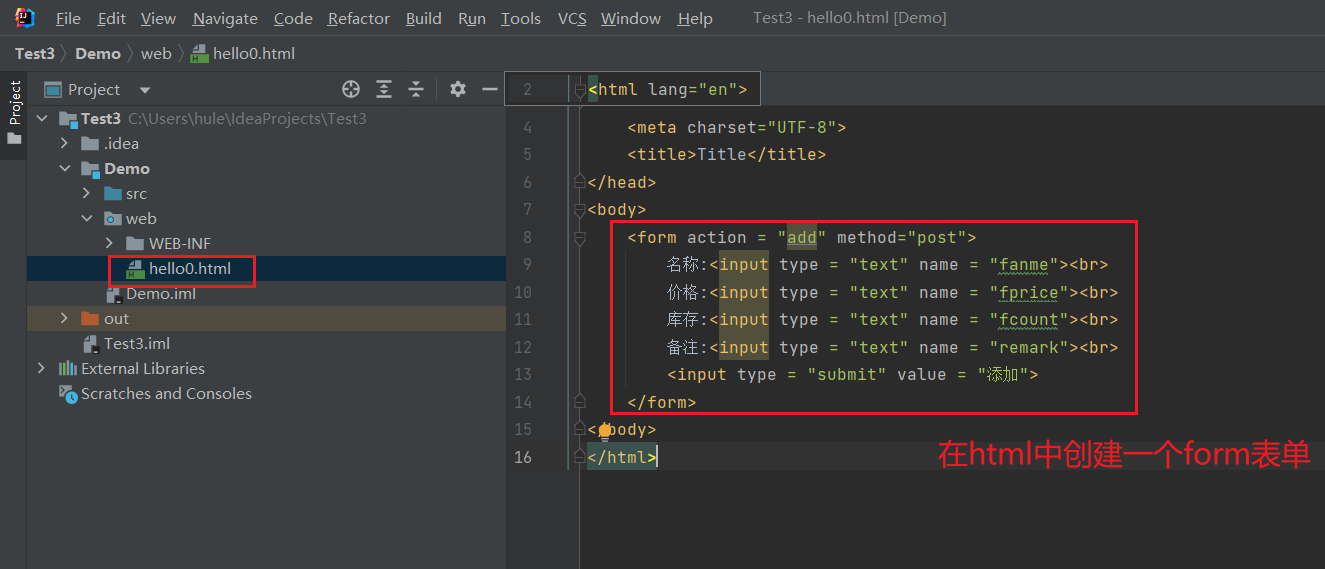 File Edit View Navigate Code Refactor Build Run Tools VCS Window Help Test3 - hello0.html [Demo]
Test3 Demo web hello0.html
Project
Project
Test3 C:\Users\hule\IdeaProjects\Test3
.idea
Demo
src
web
WEB-INF
hello0.html
Demo.iml
out
Test3.iml
External Libraries
Scratches and Consoles
2 <html lang="en">
4 <meta charset="UTF-8">
5 <title>Title</title>
6 </head>
7 <body>
8 <form action = "add" method="post">
9 名称:<input type = "text" name = "fanme"><br>
10 价格:<input type = "text" name = "fprice"><br>
11 库存:<input type = "text" name = "fcount"><br>
12 备注:<input type = "text" name = "remark"><br>
13 <input type = "submit" value = "添加">
14 </form>
15 </body>
16 </html>
在html中创建一个form表单